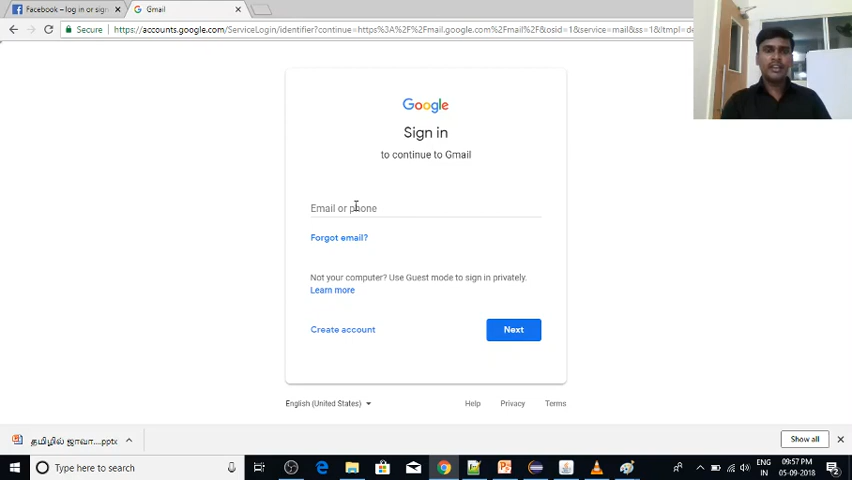 Facebook – log in or sign
Gmail
Secure
https://accounts.google.com/ServiceLogin/identifier?continue=https%3A%2F%2Fmail.google.com%2Fmail%2F&osid=1&service=mail&ss=1&ltmpl=de
Google
Sign in
to continue to Gmail
Email or phone
Forgot email?
Not your computer? Use Guest mode to sign in privately.
Learn more
Create account
Next
English (United States)
Help
Privacy
Terms
தமிழில் ஜாவா....pptx
Show all
Type here to search
ENG
IN
09:57 PM
05-09-2018
2